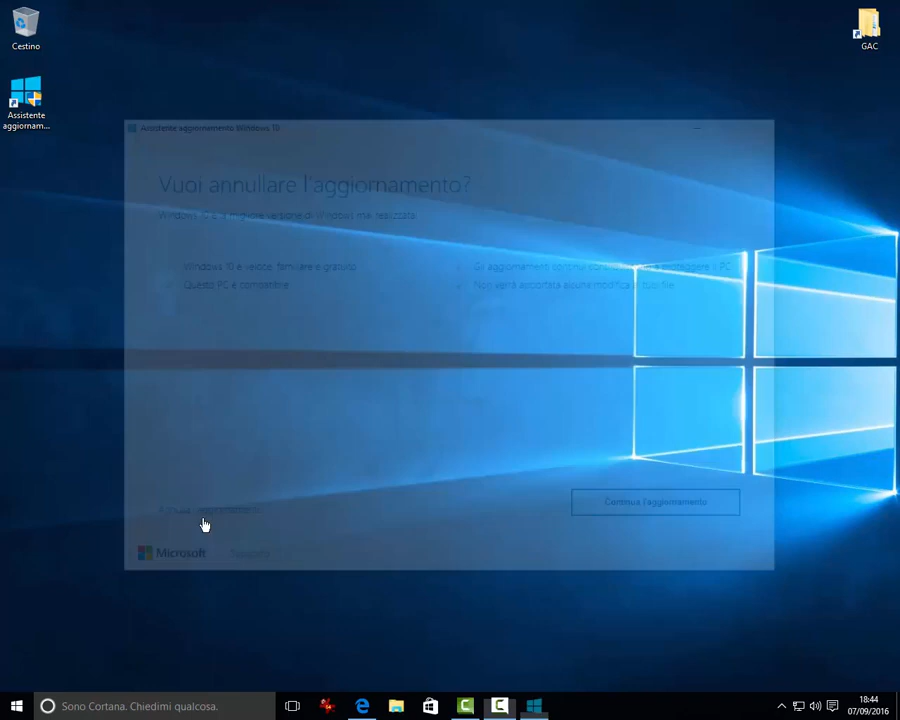 Cestino
GAC
Assistente
aggiornam...
Assistente aggiornamento Windows 10
Vuoi annullare l'aggiornamento?
Windows 10 è la migliore versione di Windows mai realizzata.
Windows 10 è veloce, familiare e gratuito
Questo PC è compatibile
Gli aggiornamenti continui proteggere il PC
Non verrà apportata alcuna modifica ai tuoi file
Annulla l'aggiornamento
Continua l'aggiornamento
Microsoft
Sono Cortana. Chiedimi qualcosa.
18:44
07/09/2016